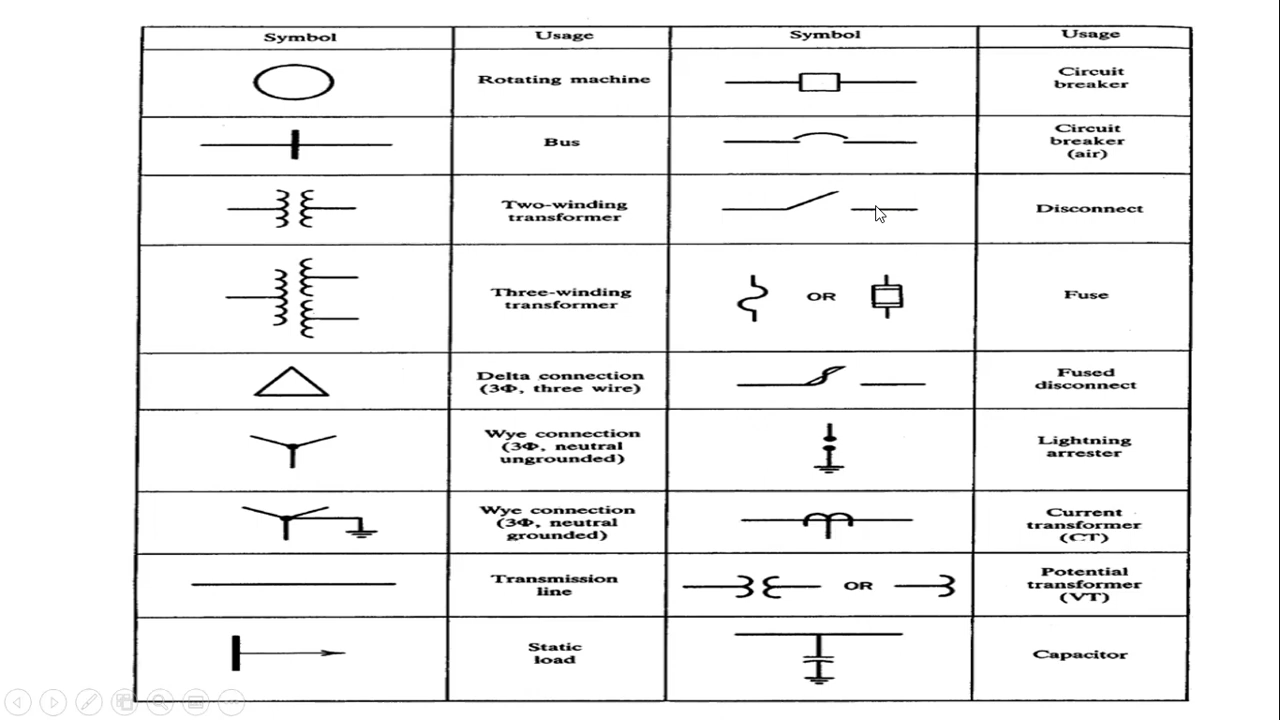 Symbol Usage Symbol Usage
Rotating machine
Circuit
breaker
Bus
Circuit
breaker
(air)
Two-winding
transformer
Disconnect
Three-winding
transformer
OR
Fuse
Delta connection
(3Φ, three wire)
Fused
disconnect
Wye connection
(3Φ, neutral
ungrounded)
Lightning
arrester
Wye connection
(3Φ, neutral
grounded)
Current
transformer
(CT)
Transmission
line
OR
Potential
transformer
(VT)
Static
load
Capacitor